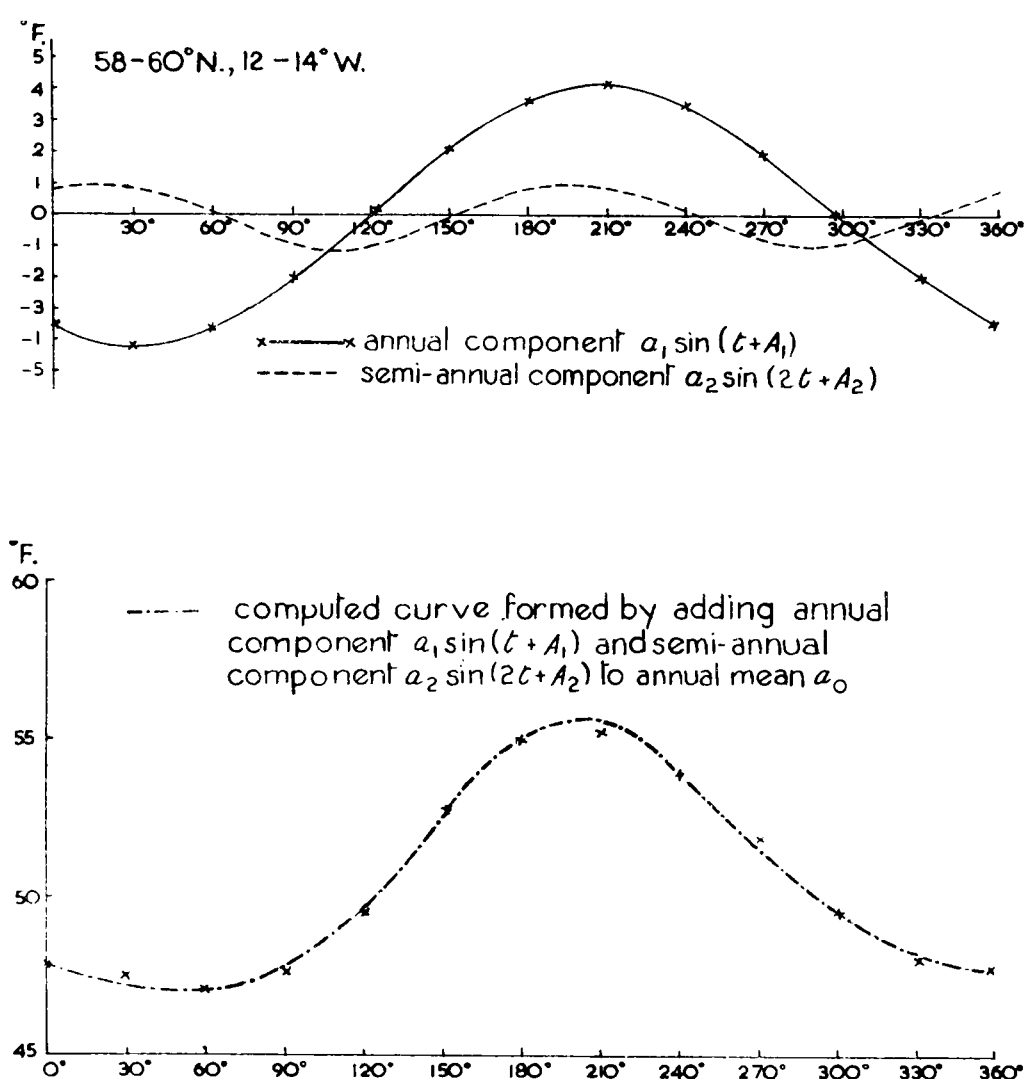 °F.
58-60°N., 12-14°W.
5
4
3
2
1
0
-1
-2
-3
-1
-5
30° 60° 90° 120° 150° 180° 210° 240° 270° 300° 330° 360°
annual component a₁ sin (t+A₁)
semi-annual component a₂ sin (2t+A₂)
°F.
60
55
50
45
computed curve formed by adding annual
component a₁ sin(t+A₁) and semi-annual
component a₂ sin(2t+A₂) to annual mean a₀
0° 30° 60° 90° 120° 150° 180° 210° 240° 270° 300° 330° 360°